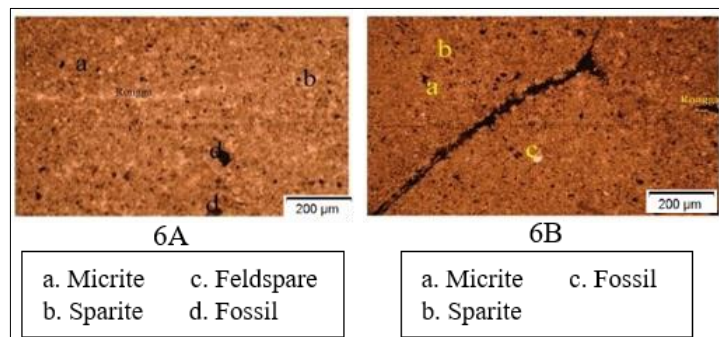 a
b
Rongga
d
d
200 µm
b
a
Rongga
c
200 µm
6A
6B
a. Micrite c. Feldspare
b. Sparite d. Fossil
a. Micrite c. Fossil
b. Sparite